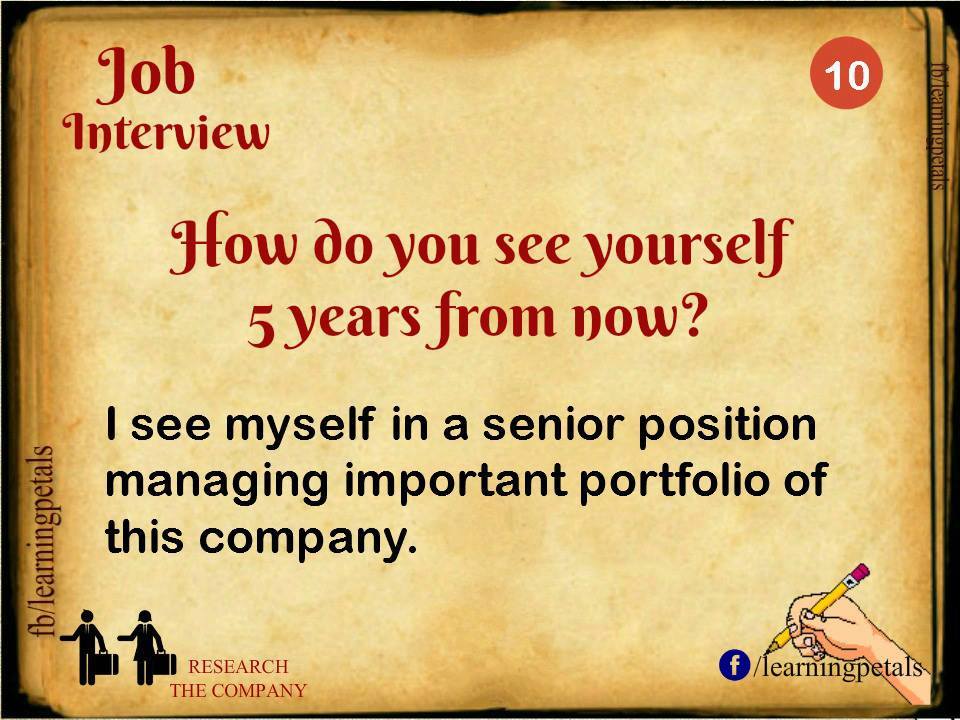 Job
Interview
10
fb/learningpetals
How do you see yourself
5 years from now?
I see myself in a senior position
managing important portfolio of
this company.
fb/learningpetals
RESEARCH
THE COMPANY
f/learningpetals